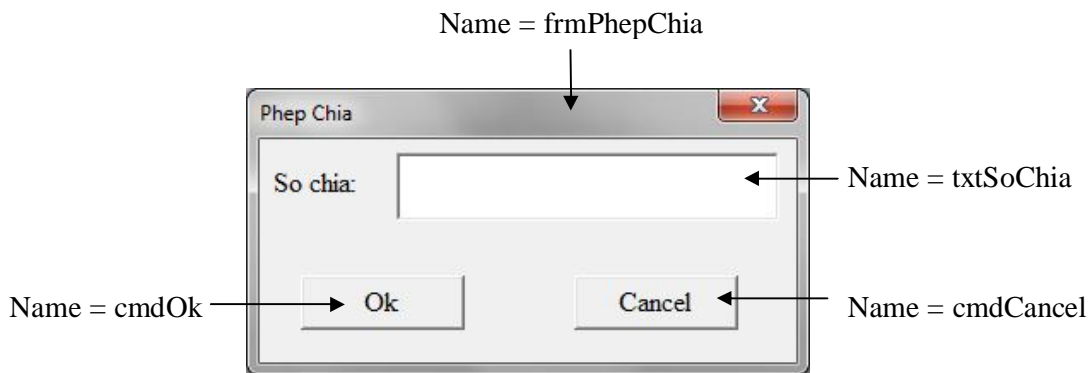 Name = frmPhepChia
Phep Chia
So chia:
Name = txtSoChia
Name = cmdOk
Ok
Cancel
Name = cmdCancel